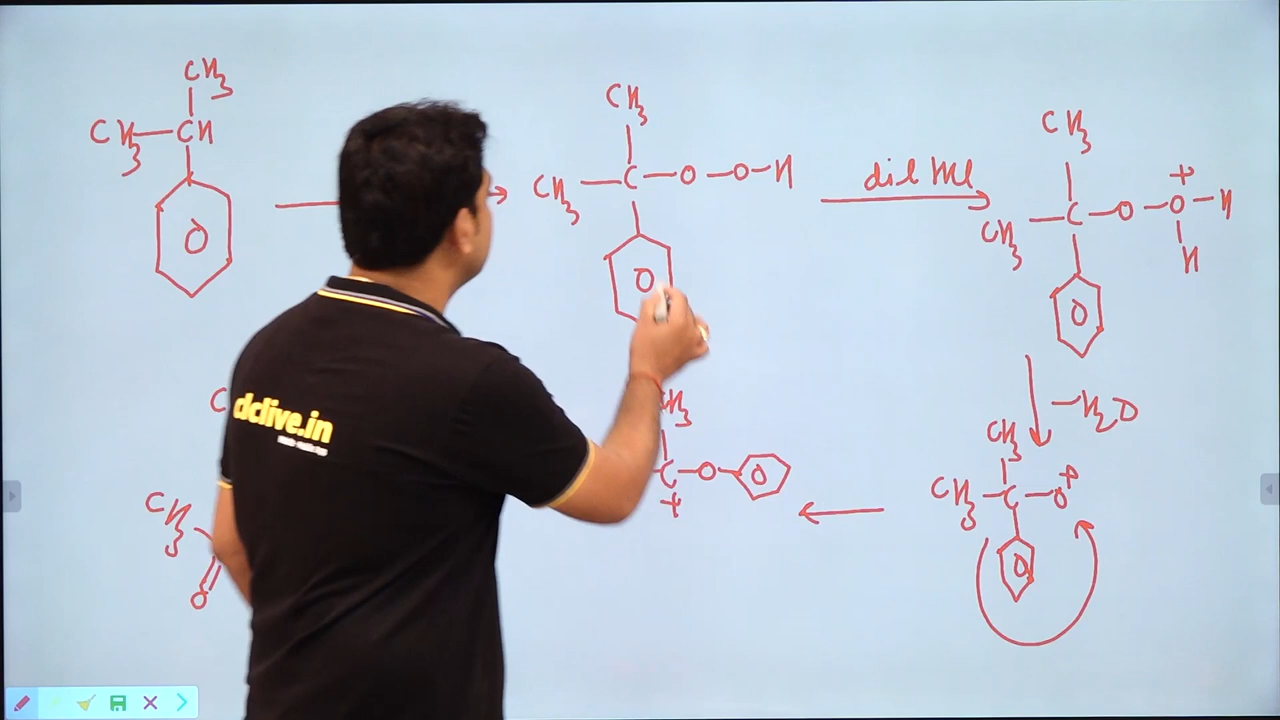 CH3
CH3—CH
CH3
CH3—C—O—O—H
dil HCl
CH3
CH3—C—O—O+—H
H
—H2O
CH3
CH3—C—O+
CH3
C—O—
+
C
CH3
O
dclive.in